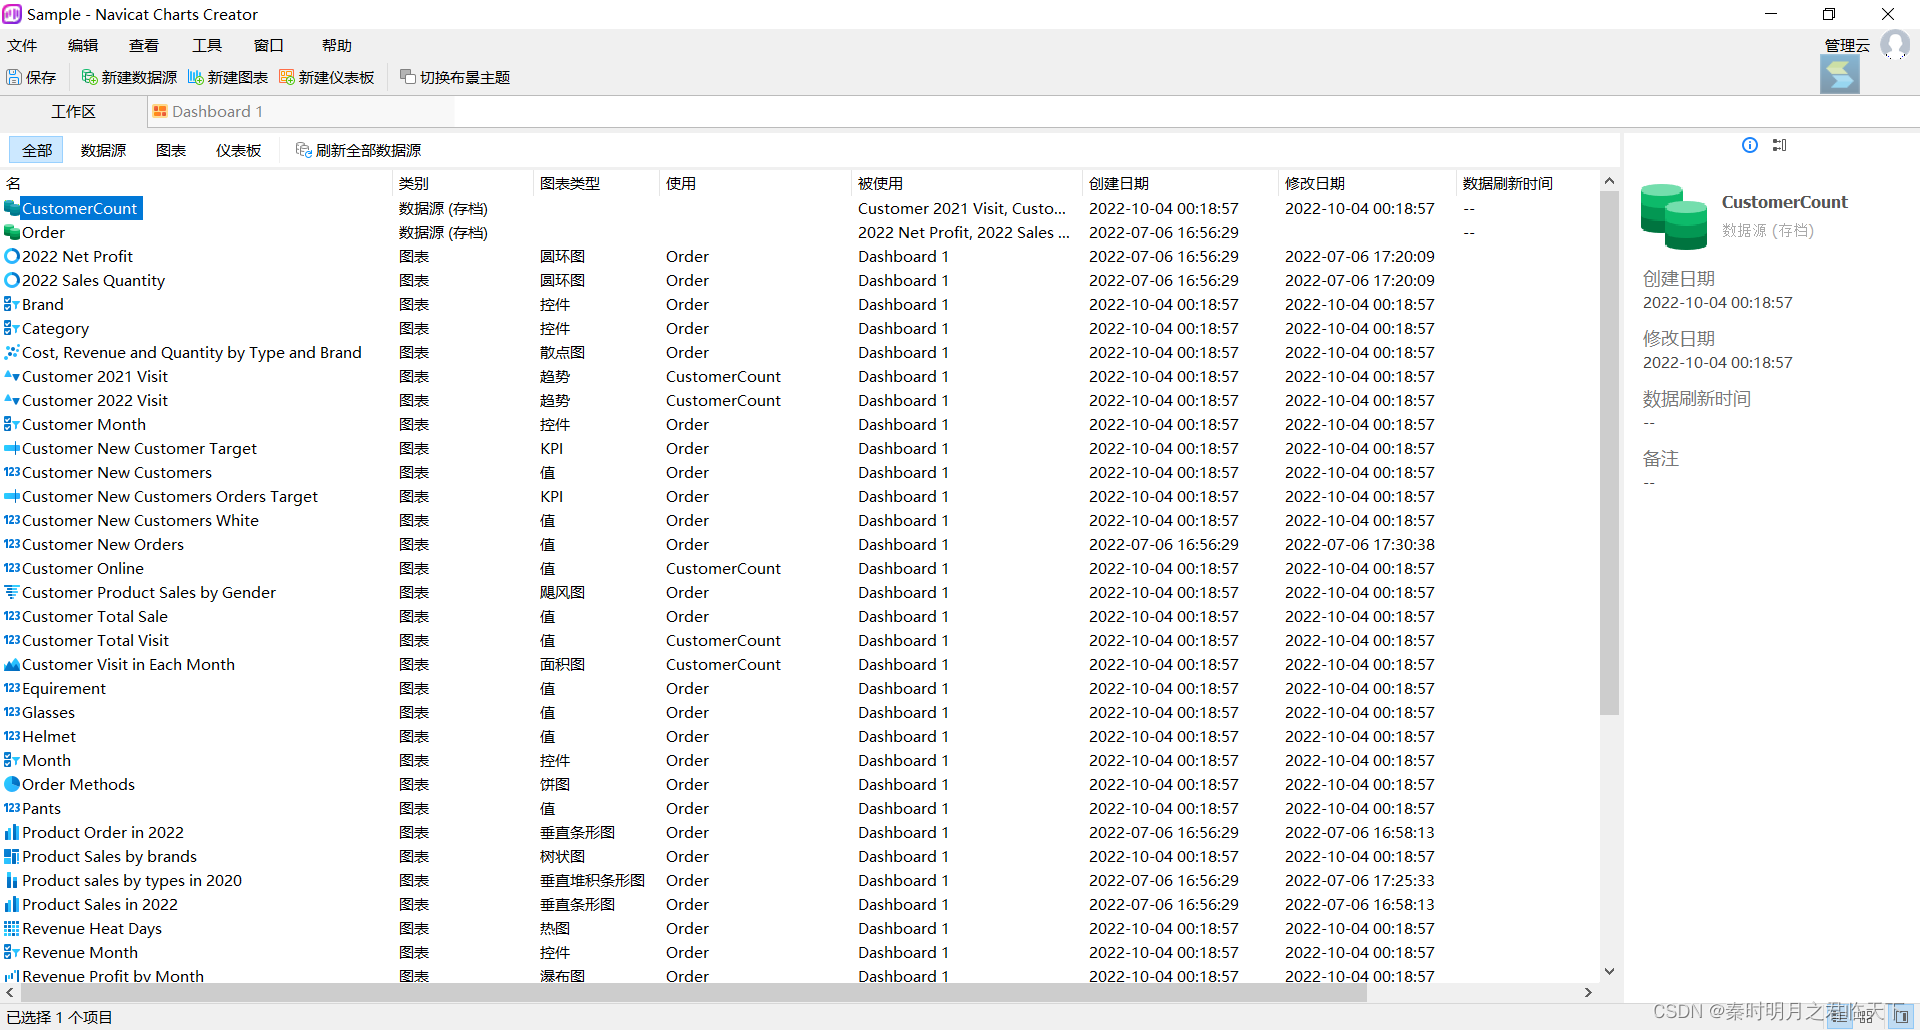 Sample - Navicat Charts Creator
文件 编辑 查看 工具 窗口 帮助 管理云
保存 新建数据源 新建图表 新建仪表板 切换布景主题
工作区 Dashboard 1
全部 数据源 图表 仪表板 刷新全部数据源
名 类别 图表类型 使用 被使用 创建日期 修改日期 数据刷新时间
CustomerCount 数据源 (存档) Customer 2021 Visit, Custo... 2022-10-04 00:18:57 2022-10-04 00:18:57 --
Order 数据源 (存档) 2022 Net Profit, 2022 Sales ... 2022-07-06 16:56:29 --
2022 Net Profit 图表 圆环图 Order Dashboard 1 2022-07-06 16:56:29 2022-07-06 17:20:09
2022 Sales Quantity 图表 圆环图 Order Dashboard 1 2022-07-06 16:56:29 2022-07-06 17:20:09
Brand 图表 控件 Order Dashboard 1 2022-10-04 00:18:57 2022-10-04 00:18:57
Category 图表 控件 Order Dashboard 1 2022-10-04 00:18:57 2022-10-04 00:18:57
Cost, Revenue and Quantity by Type and Brand 图表 散点图 Order Dashboard 1 2022-10-04 00:18:57 2022-10-04 00:18:57
Customer 2021 Visit 图表 趋势 CustomerCount Dashboard 1 2022-10-04 00:18:57 2022-10-04 00:18:57
Customer 2022 Visit 图表 趋势 CustomerCount Dashboard 1 2022-10-04 00:18:57 2022-10-04 00:18:57
Customer Month 图表 控件 Order Dashboard 1 2022-10-04 00:18:57 2022-10-04 00:18:57
Customer New Customer Target 图表 KPI Order Dashboard 1 2022-10-04 00:18:57 2022-10-04 00:18:57
123 Customer New Customers 图表 值 Order Dashboard 1 2022-10-04 00:18:57 2022-10-04 00:18:57
Customer New Customers Orders Target 图表 KPI Order Dashboard 1 2022-10-04 00:18:57 2022-10-04 00:18:57
123 Customer New Customers White 图表 值 Order Dashboard 1 2022-10-04 00:18:57 2022-10-04 00:18:57
123 Customer New Orders 图表 值 Order Dashboard 1 2022-07-06 16:56:29 2022-07-06 17:30:38
123 Customer Online 图表 值 CustomerCount Dashboard 1 2022-10-04 00:18:57 2022-10-04 00:18:57
Customer Product Sales by Gender 图表 飓风图 Order Dashboard 1 2022-10-04 00:18:57 2022-10-04 00:18:57
123 Customer Total Sale 图表 值 Order Dashboard 1 2022-10-04 00:18:57 2022-10-04 00:18:57
123 Customer Total Visit 图表 值 CustomerCount Dashboard 1 2022-10-04 00:18:57 2022-10-04 00:18:57
Customer Visit in Each Month 图表 面积图 CustomerCount Dashboard 1 2022-10-04 00:18:57 2022-10-04 00:18:57
123 Equirement 图表 值 Order Dashboard 1 2022-10-04 00:18:57 2022-10-04 00:18:57
123 Glasses 图表 值 Order Dashboard 1 2022-10-04 00:18:57 2022-10-04 00:18:57
123 Helmet 图表 值 Order Dashboard 1 2022-10-04 00:18:57 2022-10-04 00:18:57
Month 图表 控件 Order Dashboard 1 2022-10-04 00:18:57 2022-10-04 00:18:57
Order Methods 图表 饼图 Order Dashboard 1 2022-10-04 00:18:57 2022-10-04 00:18:57
123 Pants 图表 值 Order Dashboard 1 2022-10-04 00:18:57 2022-10-04 00:18:57
Product Order in 2022 图表 垂直条形图 Order Dashboard 1 2022-07-06 16:56:29 2022-07-06 16:58:13
Product Sales by brands 图表 树状图 Order Dashboard 1 2022-10-04 00:18:57 2022-10-04 00:18:57
Product sales by types in 2020 图表 垂直堆积条形图 Order Dashboard 1 2022-07-06 16:56:29 2022-07-06 17:25:33
Product Sales in 2022 图表 垂直条形图 Order Dashboard 1 2022-07-06 16:56:29 2022-07-06 16:58:13
Revenue Heat Days 图表 热图 Order Dashboard 1 2022-10-04 00:18:57 2022-10-04 00:18:57
Revenue Month 图表 控件 Order Dashboard 1 2022-10-04 00:18:57 2022-10-04 00:18:57
Revenue Profit by Month 图表 瀑布图 Order Dashboard 1 2022-10-04 00:18:57 2022-10-04 00:18:57
CustomerCount
数据源 (存档)
创建日期
2022-10-04 00:18:57
修改日期
2022-10-04 00:18:57
数据刷新时间
--
备注
--
已选择 1 个项目
CSDN @秦时明月之君临天下